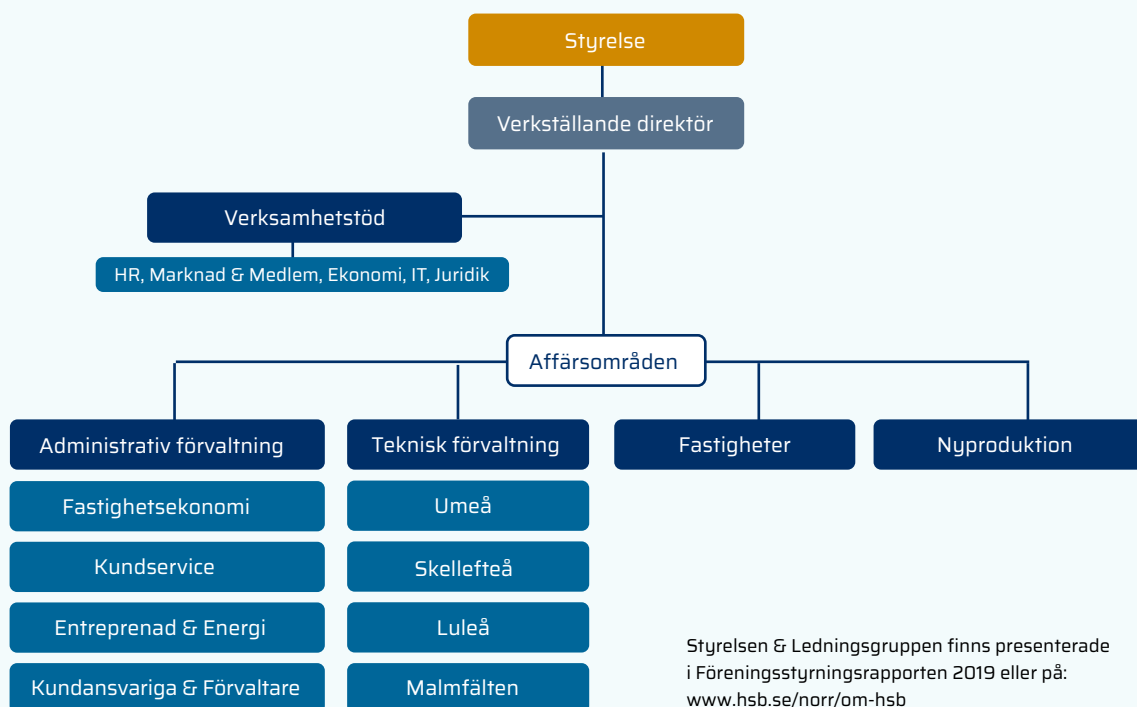 Styrelse
Verkställande direktör
Verksamhetstöd
HR, Marknad & Medlem, Ekonomi, IT, Juridik
Affärsområden
Administrativ förvaltning
Fastighetsekonomi
Kundservice
Entreprenad & Energi
Kundansvariga & Förvaltare
Teknisk förvaltning
Umeå
Skellefteå
Luleå
Malmfälten
Fastigheter
Nyproduktion
Styrelsen & Ledningsgruppen finns presenterade
i Föreningsstyrningsrapporten 2019 eller på:
www.hsb.se/norr/om-hsb